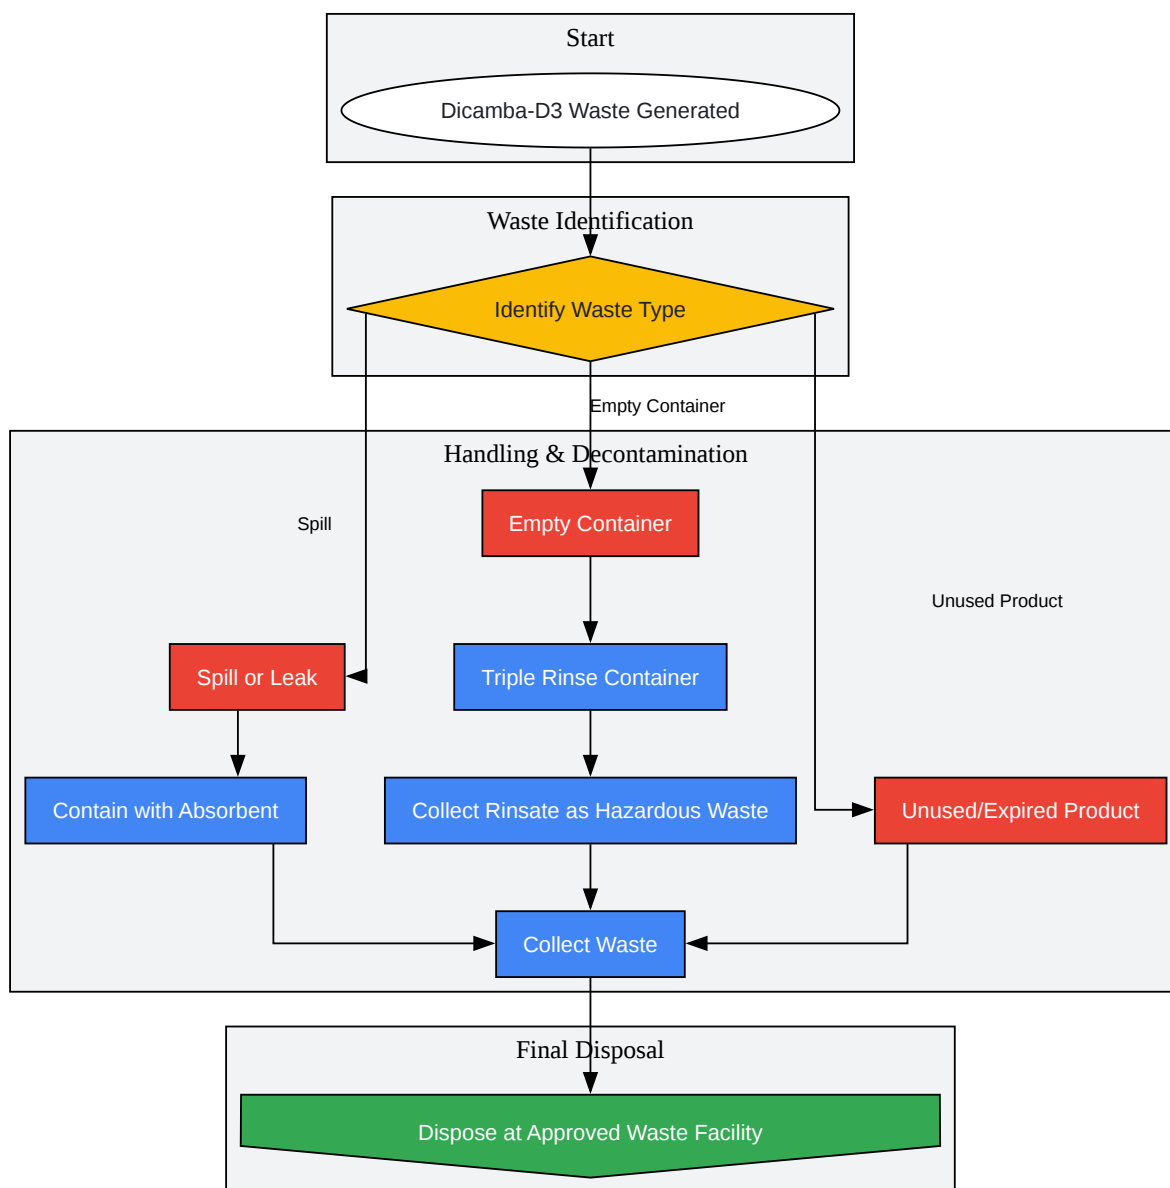 Start
Dicamba-D3 Waste Generated
Waste Identification
Identify Waste Type
Empty Container
Handling & Decontamination
Spill
Empty Container
Unused Product
Spill or Leak
Triple Rinse Container
Contain with Absorbent
Collect Rinsate as Hazardous Waste
Unused/Expired Product
Collect Waste
Final Disposal
Dispose at Approved Waste Facility